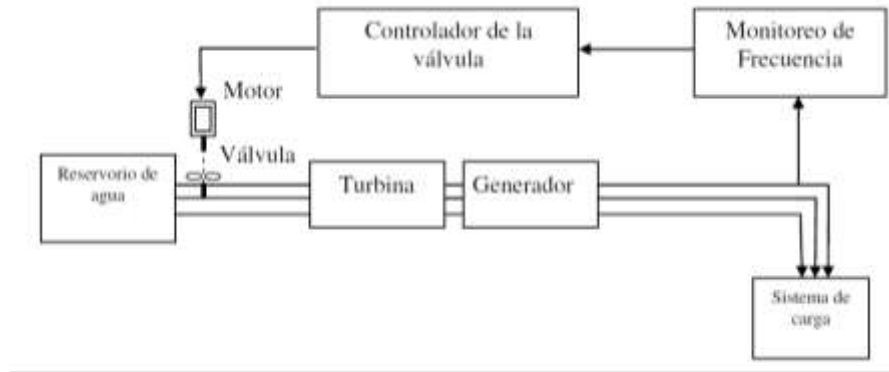 Controlador de la
válvula
Monitoreo de
Frecuencia
Motor
Válvula
Reservorio de
agua
Turbina
Generador
Sistema de
carga